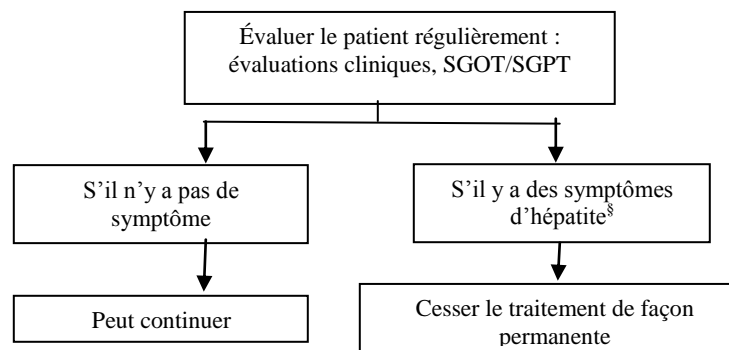 Évaluer le patient régulièrement :
évaluations cliniques, SGOT/SGPT
S’il n’y a pas de
symptôme
S’il y a des symptômes
d’hépatite§
Peut continuer
Cesser le traitement de façon
permanente